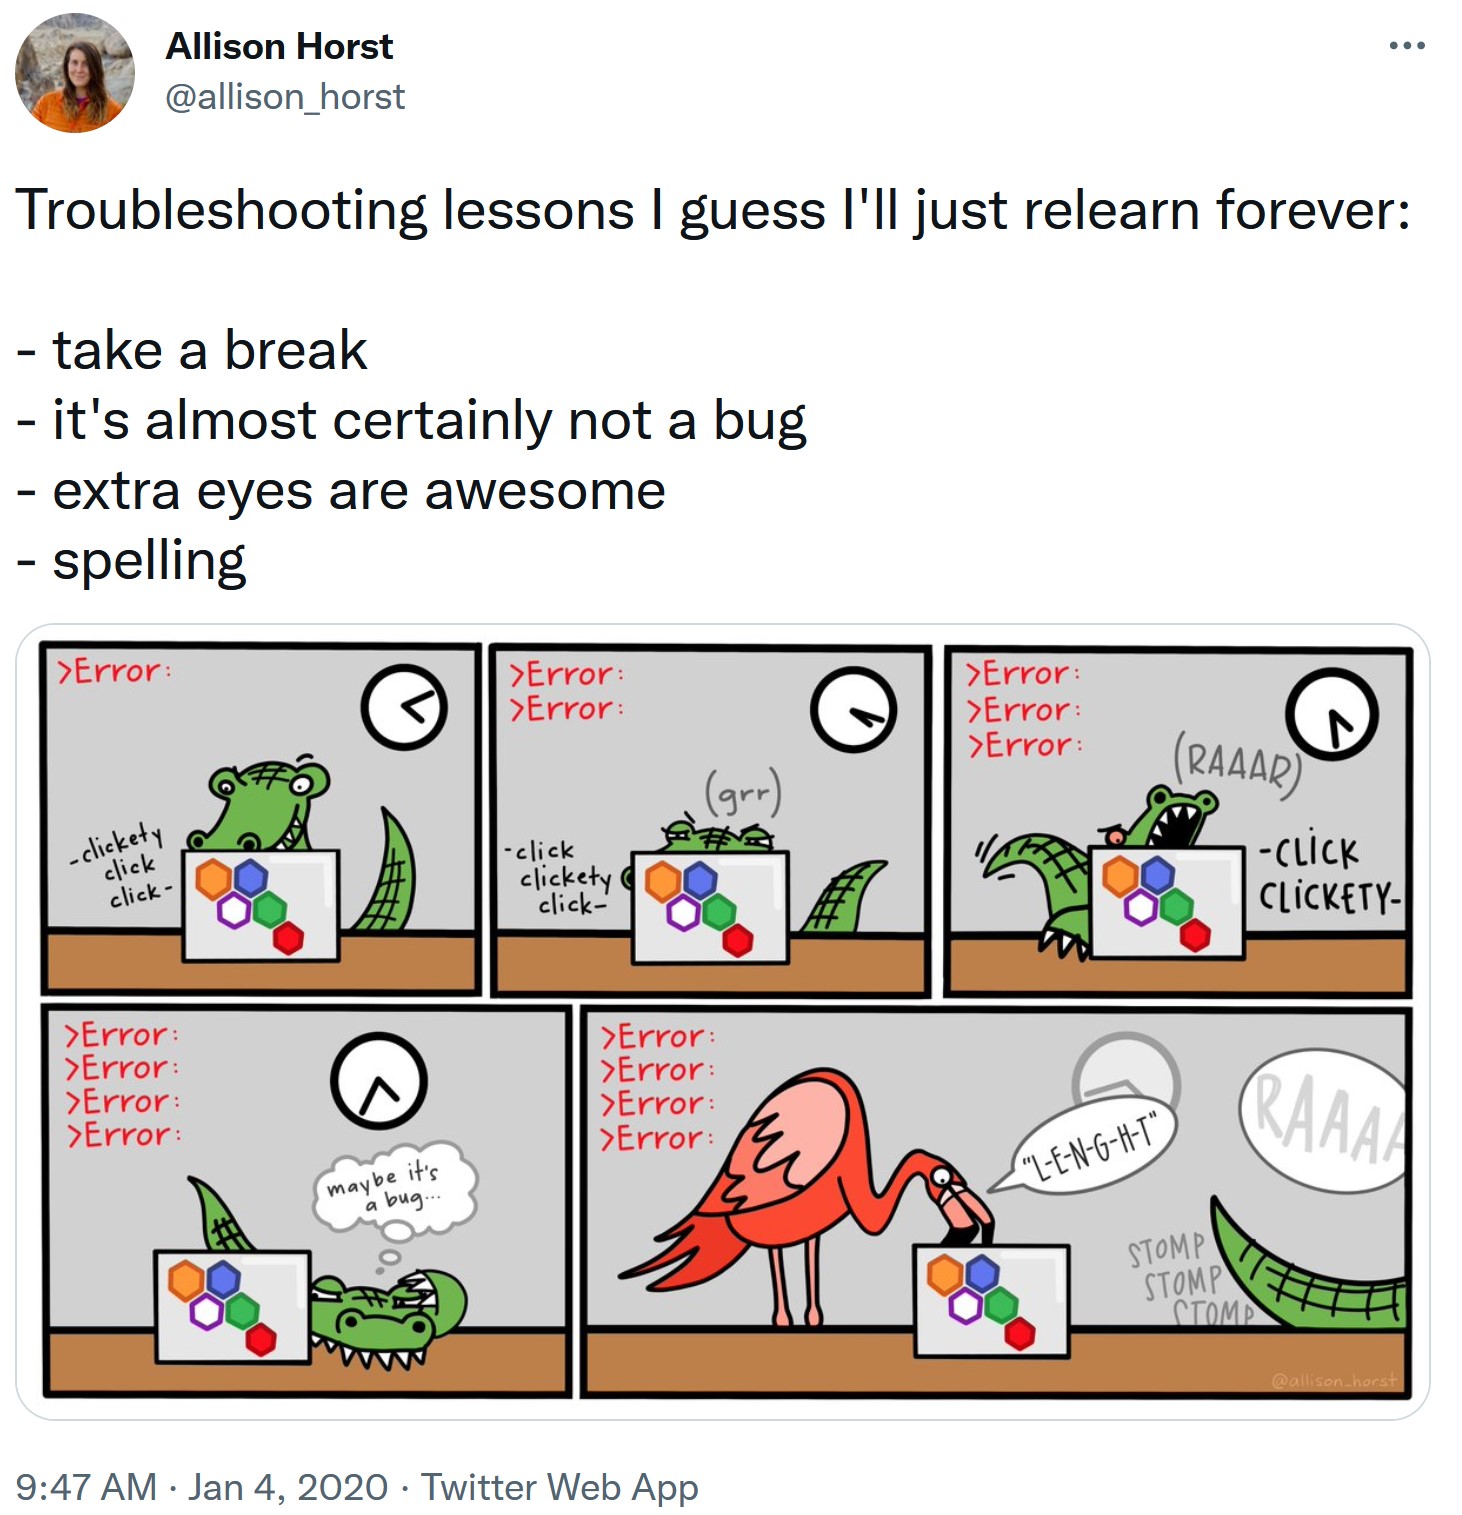 Allison Horst
@allison_horst
Troubleshooting lessons I guess I'll just relearn forever:
- take a break
- it's almost certainly not a bug
- extra eyes are awesome
- spelling
>Error:
-clickety
click
click-
>Error:
>Error:
(grr)
-click
clickety
click-
>Error:
>Error:
>Error:
(RAAAR)
-CLICK
CLICKETY-
>Error:
>Error:
>Error:
>Error:
maybe it's
a bug...
>Error:
>Error:
>Error:
>Error:
"L-E-N-G-H-T"
RAAAA
STOMP
STOMP
STOMP
@allison_horst
9:47 AM · Jan 4, 2020 · Twitter Web App